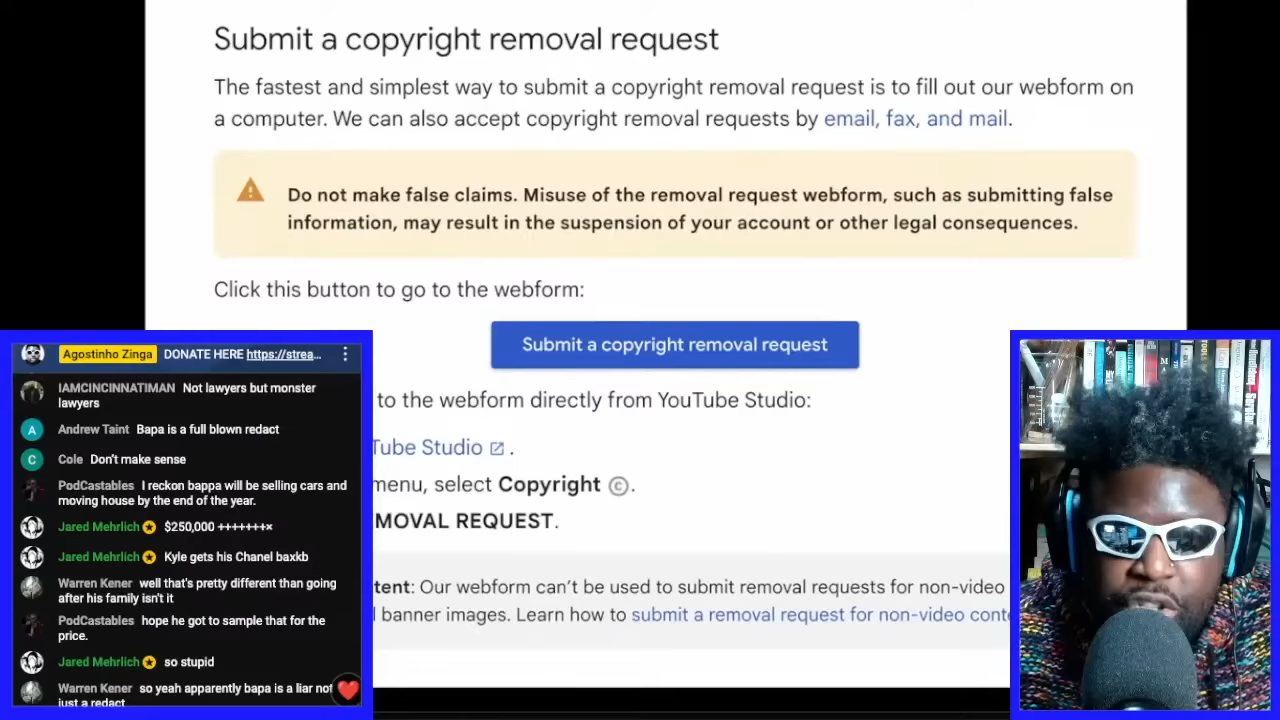 Submit a copyright removal request
The fastest and simplest way to submit a copyright removal request is to fill out our webform on
a computer. We can also accept copyright removal requests by email, fax, and mail.
Do not make false claims. Misuse of the removal request webform, such as submitting false
information, may result in the suspension of your account or other legal consequences.
Click this button to go to the webform:
Submit a copyright removal request
to the webform directly from YouTube Studio:
Tube Studio .
menu, select Copyright ©.
MOVAL REQUEST.
tent: Our webform can't be used to submit removal requests for non-video
banner images. Learn how to submit a removal request for non-video conte
Agostinho Zinga DONATE HERE https://strea...
IAMCINCINNATIMAN Not lawyers but monster
lawyers
A Andrew Taint Bapa is a full blown redact
C Cole Don't make sense
PodCastables I reckon bappa will be selling cars and
moving house by the end of the year.
Jared Mehrlich $250,000 +++++++×
Jared Mehrlich Kyle gets his Chanel baxkb
Warren Kener well that's pretty different than going
after his family isn't it
PodCastables hope he got to sample that for the
price.
Jared Mehrlich so stupid
Warren Kener so yeah apparently bapa is a liar not
just a redact